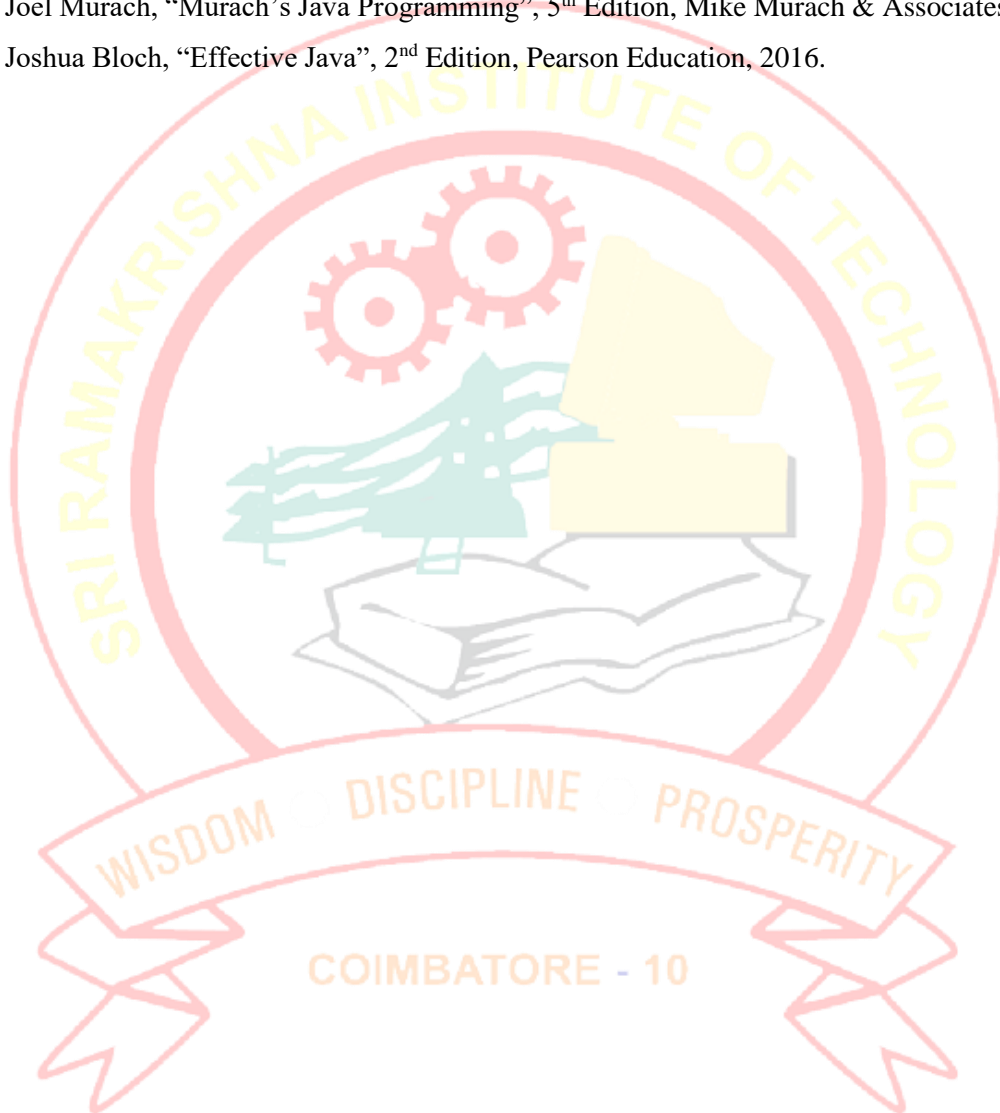 Joel Murach, “Murach’s Java Programming”, 5th Edition, Mike Murach & Associates
Joshua Bloch, “Effective Java”, 2nd Edition, Pearson Education, 2016.
SRI RAMAKRISHNA INSTITUTE OF TECHNOLOGY
WISDOM DISCIPLINE PROSPERITY
COIMBATORE - 10